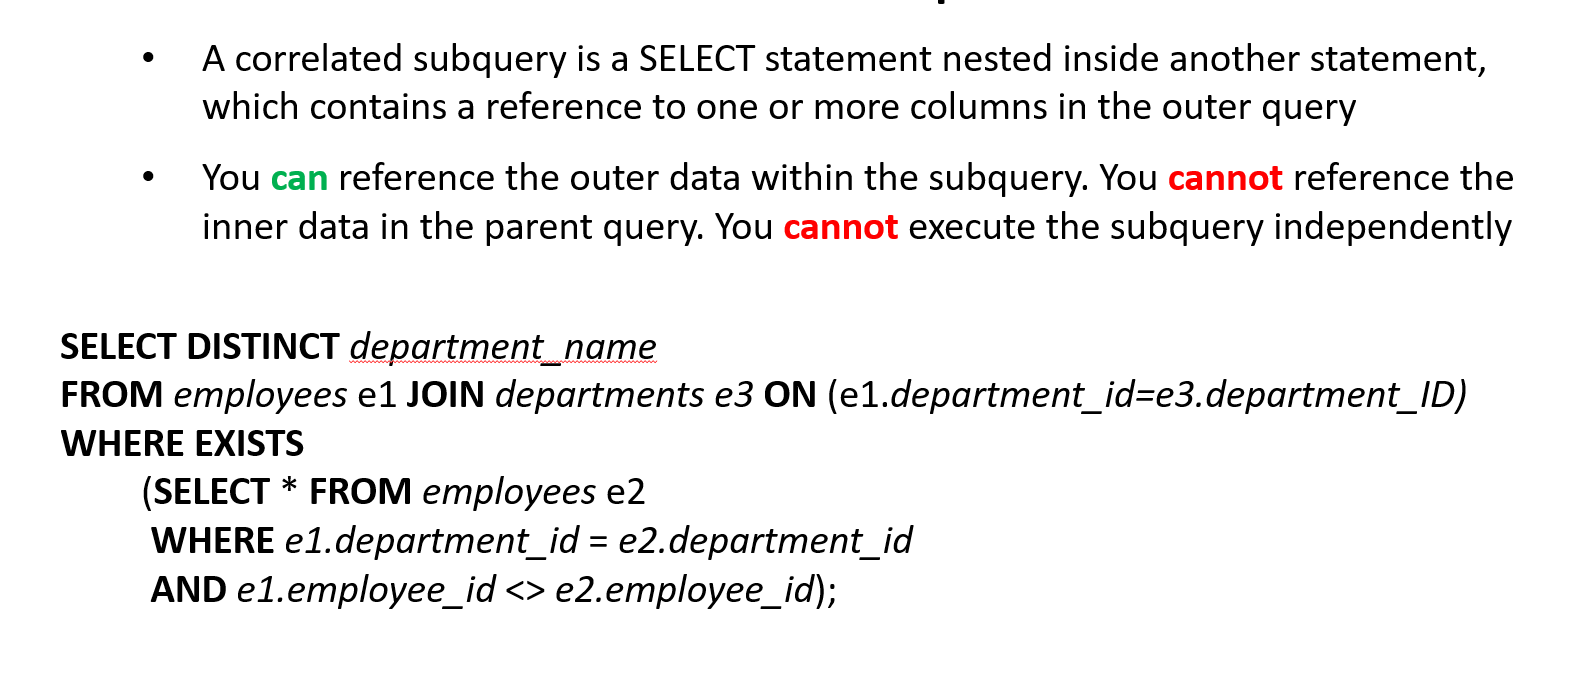 • A correlated subquery is a SELECT statement nested inside another statement,
which contains a reference to one or more columns in the outer query
• You can reference the outer data within the subquery. You cannot reference the
inner data in the parent query. You cannot execute the subquery independently
SELECT DISTINCT department_name
FROM employees e1 JOIN departments e3 ON (e1.department_id=e3.department_ID)
WHERE EXISTS
(SELECT * FROM employees e2
WHERE e1.department_id = e2.department_id
AND e1.employee_id <> e2.employee_id);